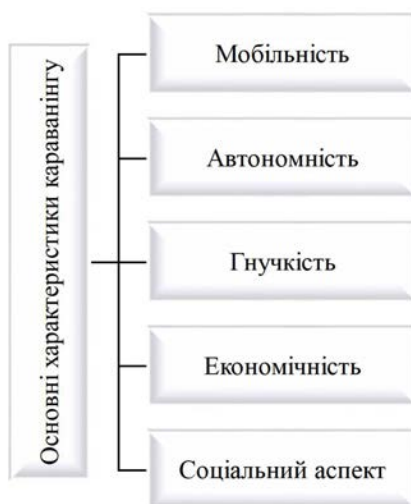 Основні характеристики караванінгу
Мобільність
Автономність
Гнучкість
Економічність
Соціальний аспект